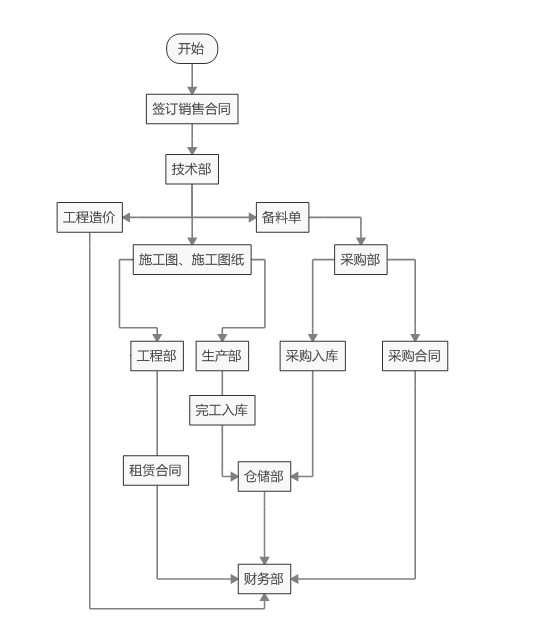 开始
签订销售合同
技术部
工程造价
备料单
施工图、施工图纸
采购部
工程部
生产部
采购入库
采购合同
完工入库
租赁合同
仓储部
财务部